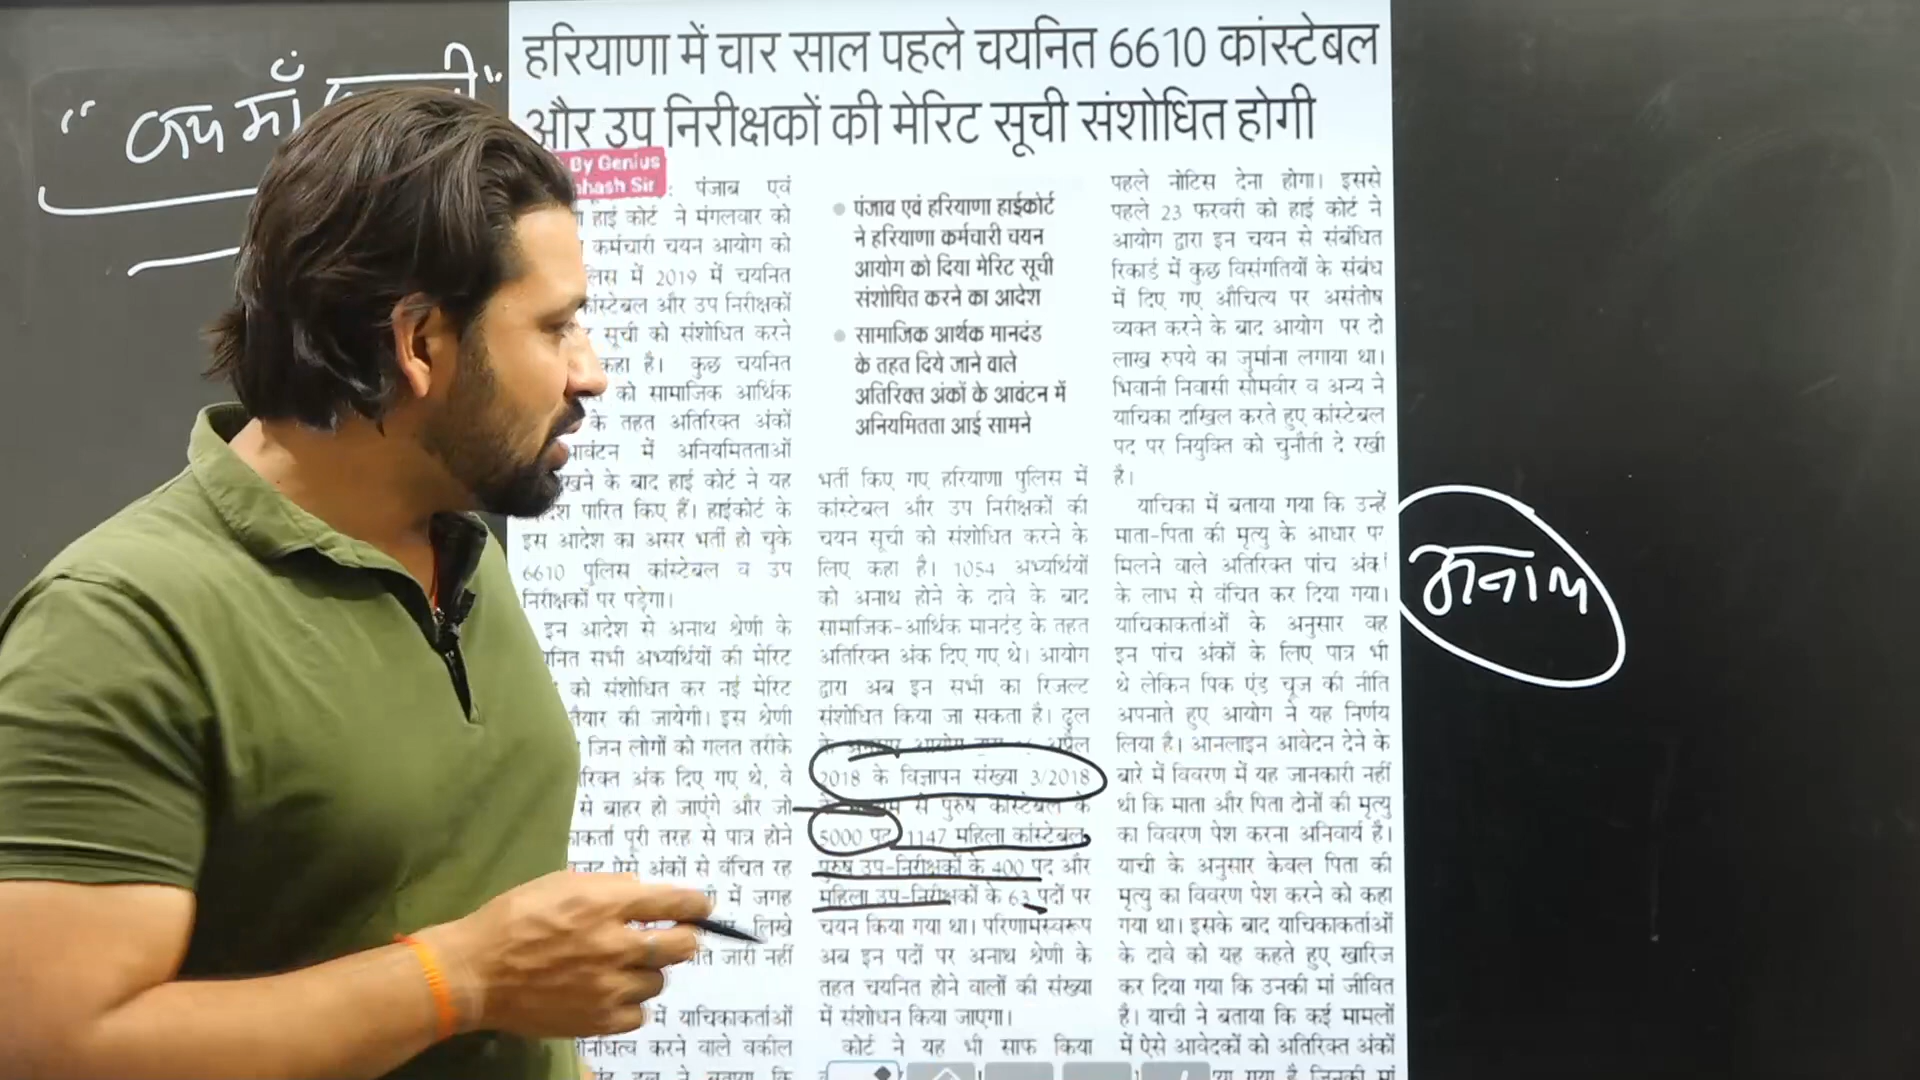 हरियाणा में चार साल पहले चयनित 6610 कांस्टेबल
और उप निरीक्षकों की मेरिट सूची संशोधित होगी
"जय माँ
By Genius
Sir
: पंजाब एवं
हाई कोर्ट ने मंगलवार को
कर्मचारी चयन आयोग को
में 2019 में चयनित
और उप निरीक्षकों
सूची को संशोधित करने
कहा है। कुछ चयनित
को सामाजिक आर्थिक
के तहत अतिरिक्त अंकों
में अनियमितताओं
के बाद हाई कोर्ट ने यह
पारित किए हैं। हाईकोर्ट के
इस आदेश का असर भर्ती हो चुके
6610 पुलिस कांस्टेबल व उप
निरीक्षकों पर पड़ेगा।
इन आदेश से अनाथ श्रेणी के
सभी अभ्यर्थियों की मेरिट
को संशोधित कर नई मेरिट
तैयार की जायेगी। इस श्रेणी
जिन लोगों को गलत तरीके
अंक दिए गए थे, वे
से बाहर हो जाएंगे और जो
पूरी तरह से पात्र होने
ऐसे अंकों से वंचित रह
में जगह
लिखे
जारी नहीं
में याचिकाकर्ताओं
करने वाले वकील
ने बताया कि
पंजाब एवं हरियाणा हाईकोर्ट
ने हरियाणा कर्मचारी चयन
आयोग को दिया मेरिट सूची
संशोधित करने का आदेश
सामाजिक आर्थिक मानदंड
के तहत दिये जाने वाले
अतिरिक्त अंकों के आवंटन में
अनियमितता आई सामने
भर्ती किए गए हरियाणा पुलिस में
कांस्टेबल और उप निरीक्षकों की
चयन सूची को संशोधित करने के
लिए कहा है। 1054 अभ्यर्थियों
को अनाथ होने के दावे के बाद
सामाजिक-आर्थिक मानदंड के तहत
अतिरिक्त अंक दिए गए थे। आयोग
द्वारा अब इन सभी का रिजल्ट
संशोधित किया जा सकता है। ढुल
के अनुसार आयोग अप्रैल
2018 के विज्ञापन संख्या 3/2018
से पुरुष कांस्टेबल के
5000 पद 1147 महिला कांस्टेबल
पुरुष उप-निरीक्षकों के 400 पद और
महिला उप-निरीक्षकों के 63 पदों पर
चयन किया गया था। परिणामस्वरूप
अब इन पदों पर अनाथ श्रेणी के
तहत चयनित होने वालों की संख्या
में संशोधन किया जाएगा।
कोर्ट ने यह भी साफ किया
पहले नोटिस देना होगा। इससे
पहले 23 फरवरी को हाई कोर्ट ने
आयोग द्वारा इन चयन से संबंधित
रिकार्ड में कुछ विसंगतियों के संबंध
में दिए गए औचित्य पर असंतोष
व्यक्त करने के बाद आयोग पर दो
लाख रुपये का जुर्माना लगाया था।
भिवानी निवासी सोमवीर व अन्य ने
याचिका दाखिल करते हुए कांस्टेबल
पद पर नियुक्ति को चुनौती दे रखी
है।
याचिका में बताया गया कि उन्हें
माता-पिता की मृत्यु के आधार पर
मिलने वाले अतिरिक्त पांच अंक
के लाभ से वंचित कर दिया गया।
याचिकाकर्ताओं के अनुसार वह
इन पांच अंकों के लिए पात्र भी
थे लेकिन पिक एंड चूज की नीति
अपनाते हुए आयोग ने यह निर्णय
लिया है। आनलाइन आवेदन देने के
बारे में विवरण में यह जानकारी नहीं
थी कि माता और पिता दोनों की मृत्यु
का विवरण पेश करना अनिवार्य है।
याची के अनुसार केवल पिता की
मृत्यु का विवरण पेश करने को कहा
गया था। इसके बाद याचिकाकर्ताओं
के दावे को यह कहते हुए खारिज
कर दिया गया कि उनकी मां जीवित
है। याची ने बताया कि कई मामलों
में ऐसे आवेदकों को अतिरिक्त अंकों
गया है जिनकी मां